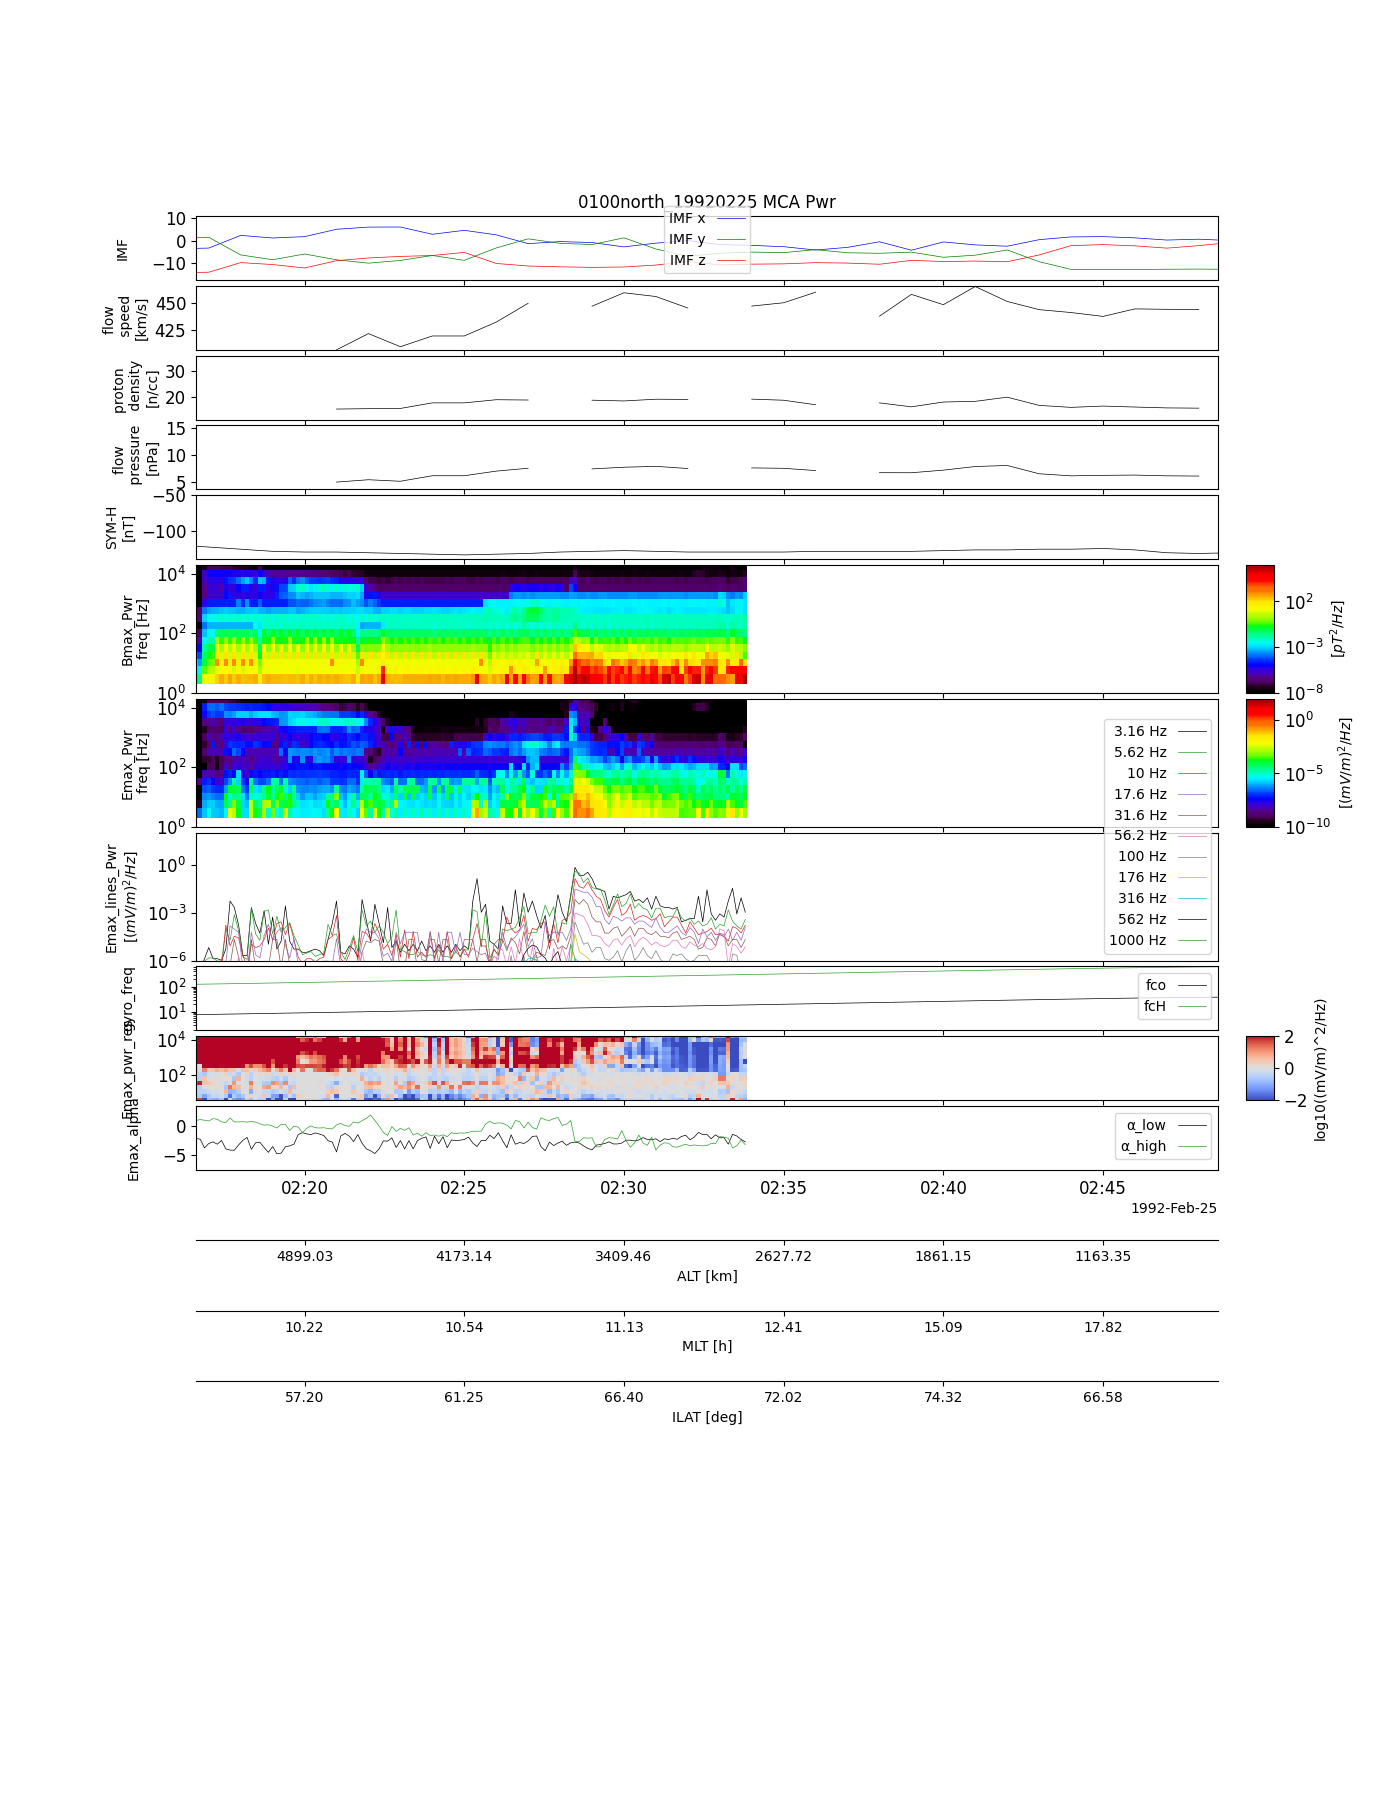 0100north_19920225 MCA Pwr
10
0
−10
IMF
IMF x
IMF y
IMF z
450
425
flow
speed
[km/s]
30
20
proton
density
[n/cc]
15
10
5
flow
pressure
[nPa]
−50
−100
SYM-H
[nT]
10^4
10^2
10^0
Bmax_Pwr
freq [Hz]
10^2
10^−3
10^−8
[pT^2/Hz]
10^4
10^2
10^0
Emax_Pwr
freq [Hz]
10^0
10^−5
10^−10
[(mV/m)^2/Hz]
3.16 Hz
5.62 Hz
10 Hz
17.6 Hz
31.6 Hz
56.2 Hz
100 Hz
176 Hz
316 Hz
562 Hz
1000 Hz
10^0
10^−3
10^−6
Emax_lines_Pwr
[(mV/m)^2/Hz]
10^2
10^1
gyro_freq
fco
fcH
10^4
10^2
Emax_pwr_res
2
0
−2
log10((mV/m)^2/Hz)
0
−5
Emax_alpha
α_low
α_high
02:20 02:25 02:30 02:35 02:40 02:45
1992-Feb-25
4899.03 4173.14 3409.46 2627.72 1861.15 1163.35
ALT [km]
10.22 10.54 11.13 12.41 15.09 17.82
MLT [h]
57.20 61.25 66.40 72.02 74.32 66.58
ILAT [deg]